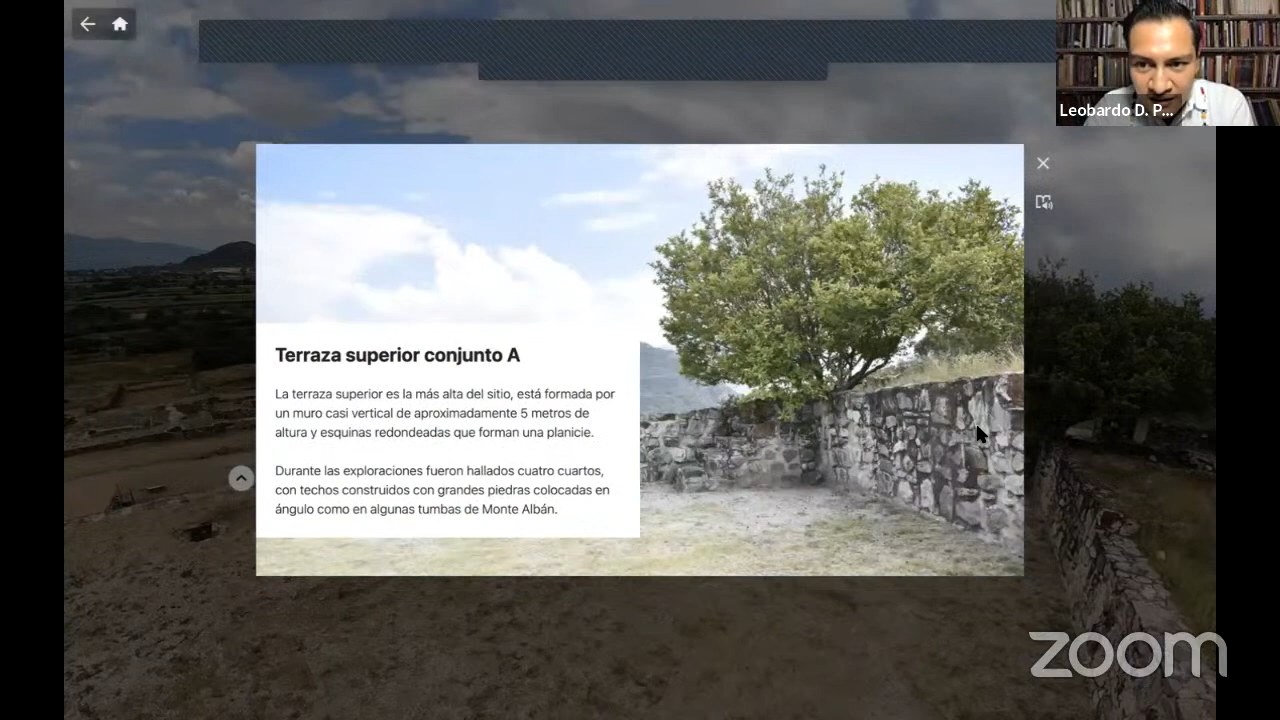 Leobardo D. P...
Terraza superior conjunto A
La terraza superior es la más alta del sitio, está formada por
un muro casi vertical de aproximadamente 5 metros de
altura y esquinas redondeadas que forman una planicie.
Durante las exploraciones fueron hallados cuatro cuartos,
con techos construidos con grandes piedras colocadas en
ángulo como en algunas tumbas de Monte Albán.
zoom